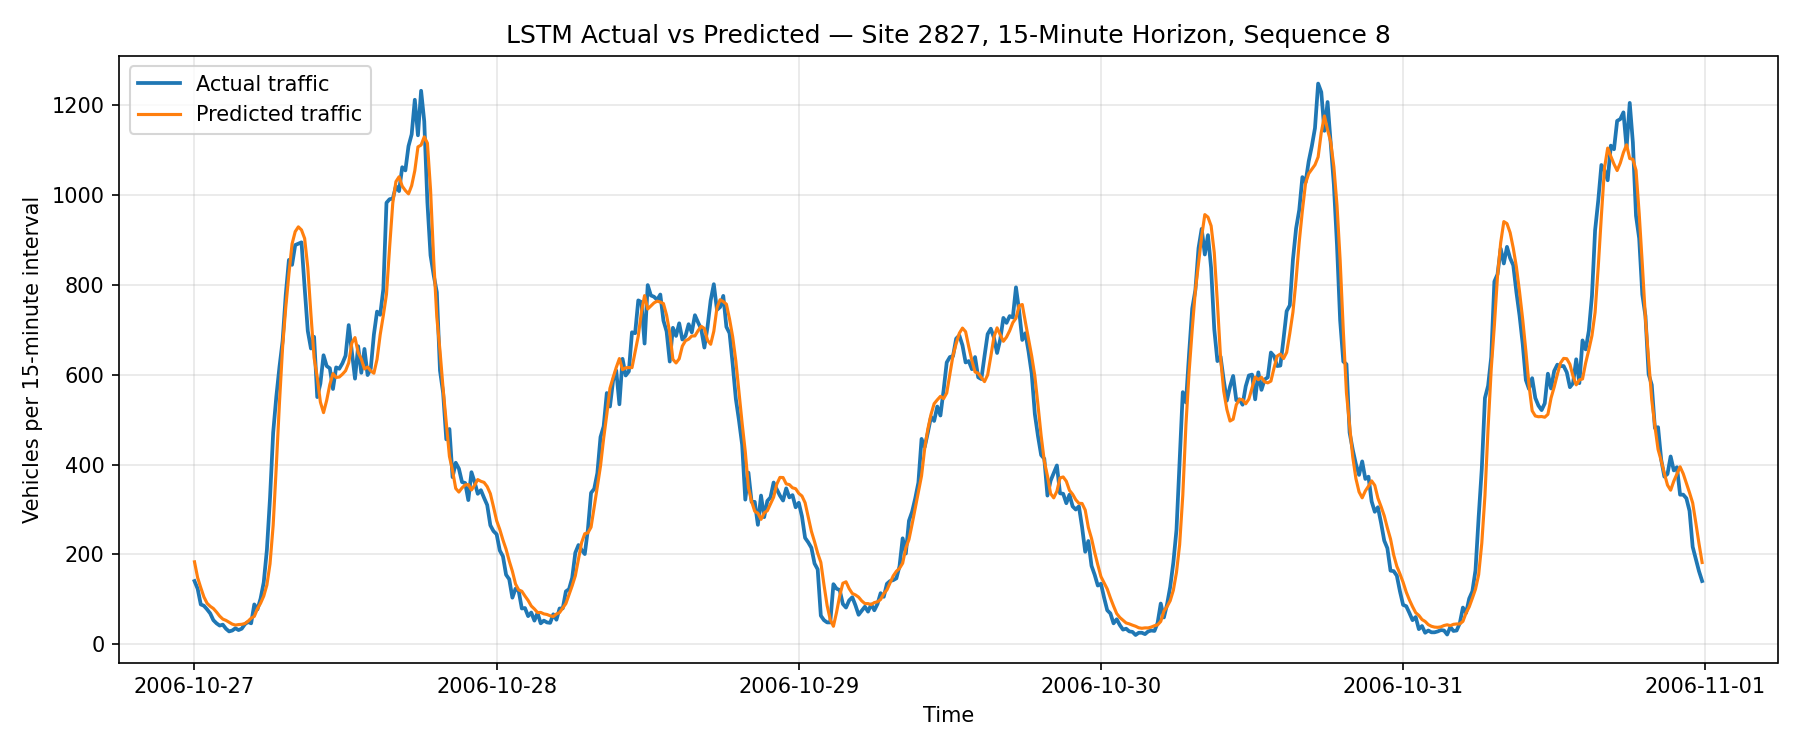 LSTM Actual vs Predicted — Site 2827, 15-Minute Horizon, Sequence 8
Actual traffic
Predicted traffic
Vehicles per 15-minute interval
1200
1000
800
600
400
200
0
2006-10-27
2006-10-28
2006-10-29
2006-10-30
2006-10-31
2006-11-01
Time